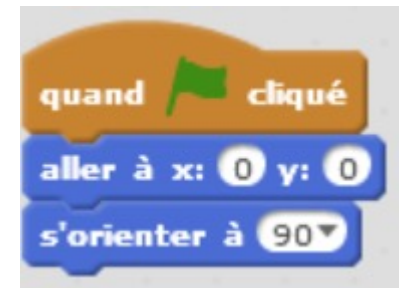 quand cliqué
aller à x: 0 y: 0
s'orienter à 90